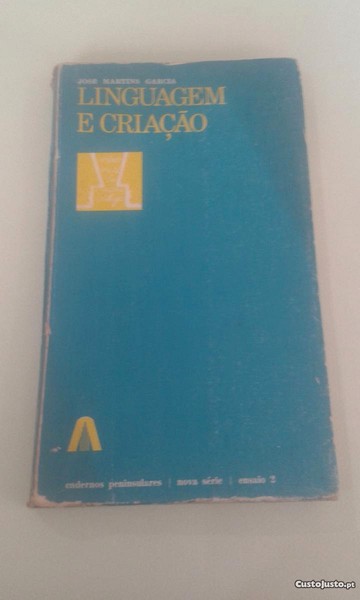 JOSÉ MARTINS GARCIA
LINGUAGEM
E CRIAÇÃO
cadernos peninsulares | nova série | ensaio 2
CustoJusto.pt